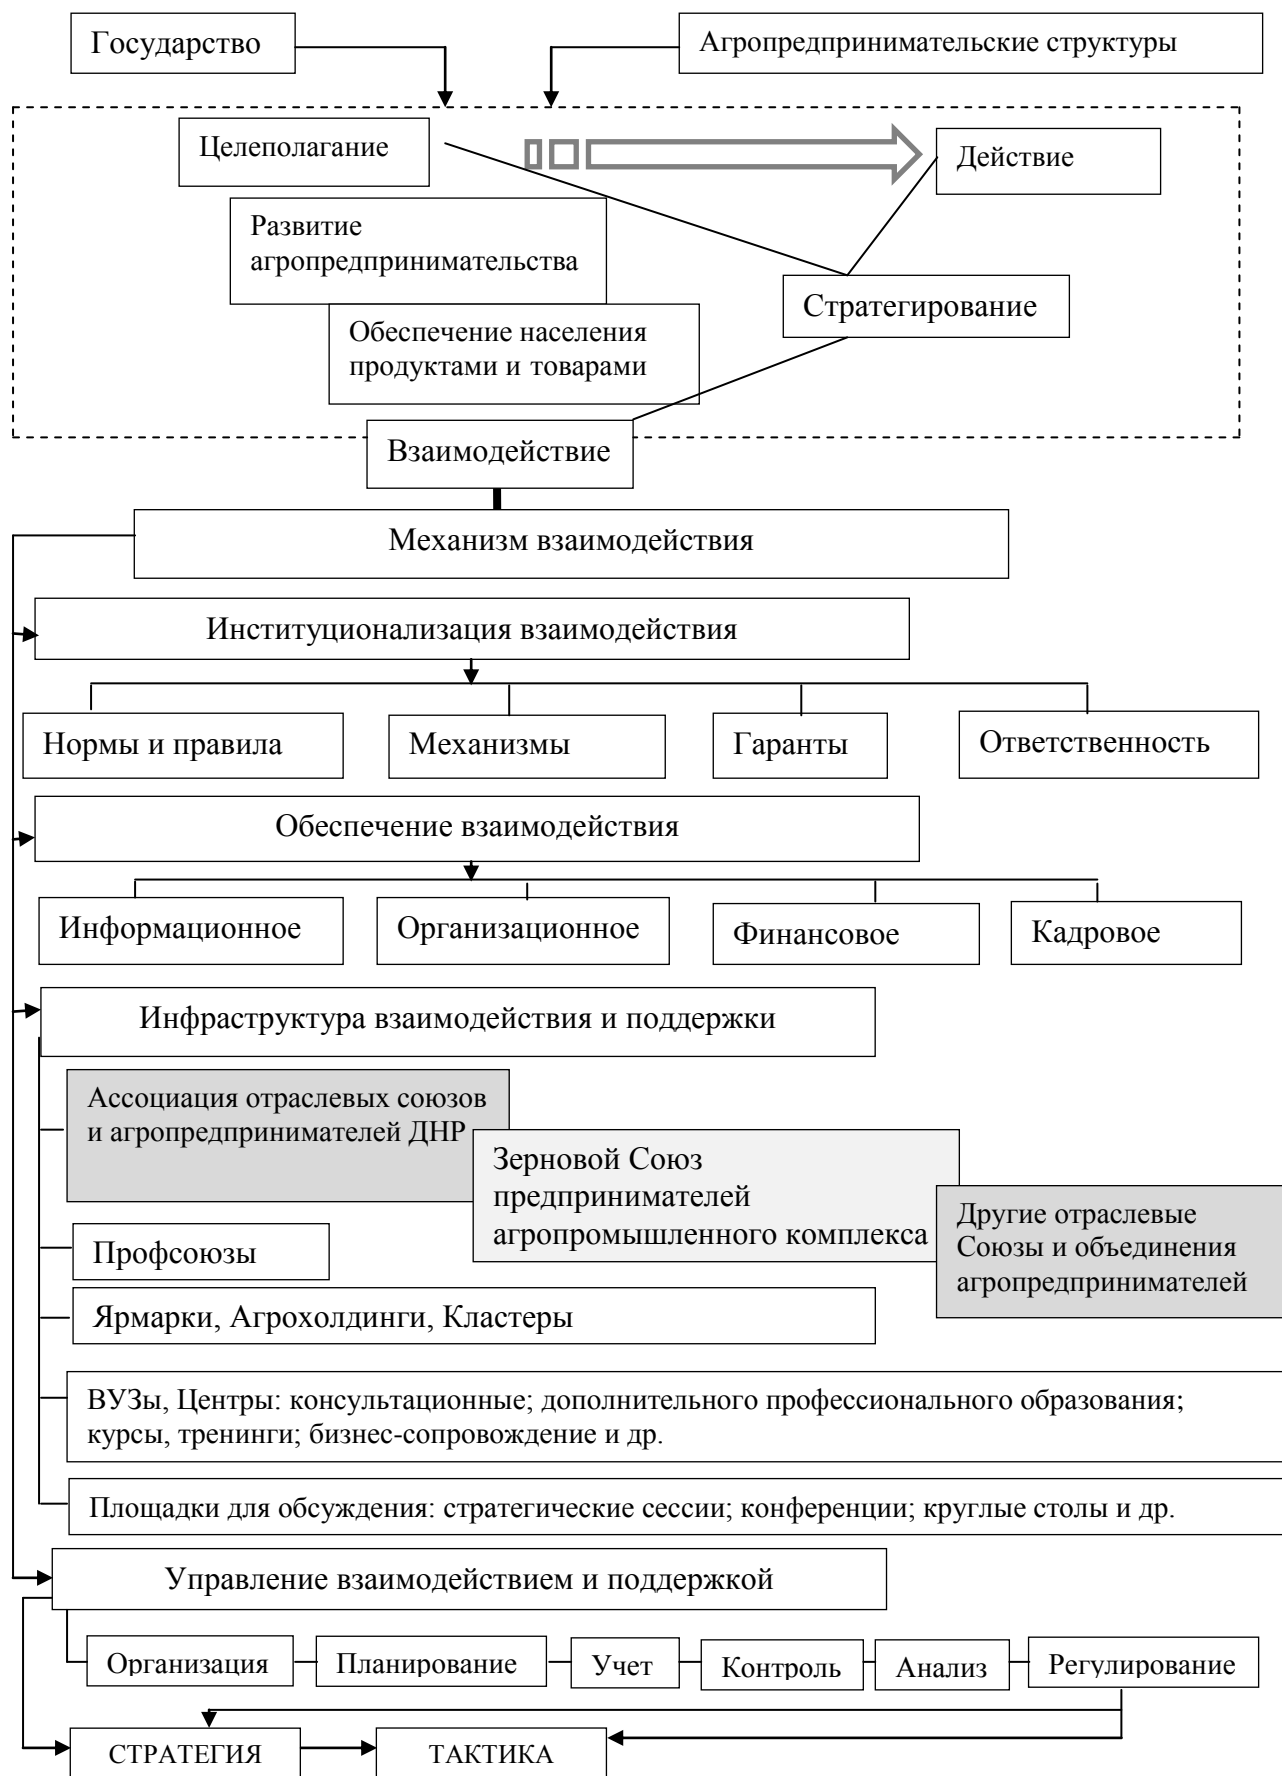 Государство
Агропредпринимательские структуры
Целеполагание
Действие
Развитие
агропредпринимательства
Стратегирование
Обеспечение населения
продуктами и товарами
Взаимодействие
Механизм взаимодействия
Институционализация взаимодействия
Нормы и правила
Механизмы
Гаранты
Ответственность
Обеспечение взаимодействия
Информационное
Организационное
Финансовое
Кадровое
Инфраструктура взаимодействия и поддержки
Ассоциация отраслевых союзов
и агропредпринимателей ДНР
Зерновой Союз
предпринимателей
агропромышленного комплекса
Другие отраслевые
Союзы и объединения
агропредпринимателей
Профсоюзы
Ярмарки, Агрохолдинги, Кластеры
ВУЗы, Центры: консультационные; дополнительного профессионального образования;
курсы, тренинги; бизнес-сопровождение и др.
Площадки для обсуждения: стратегические сессии; конференции; круглые столы и др.
Управление взаимодействием и поддержкой
Организация
Планирование
Учет
Контроль
Анализ
Регулирование
СТРАТЕГИЯ
ТАКТИКА